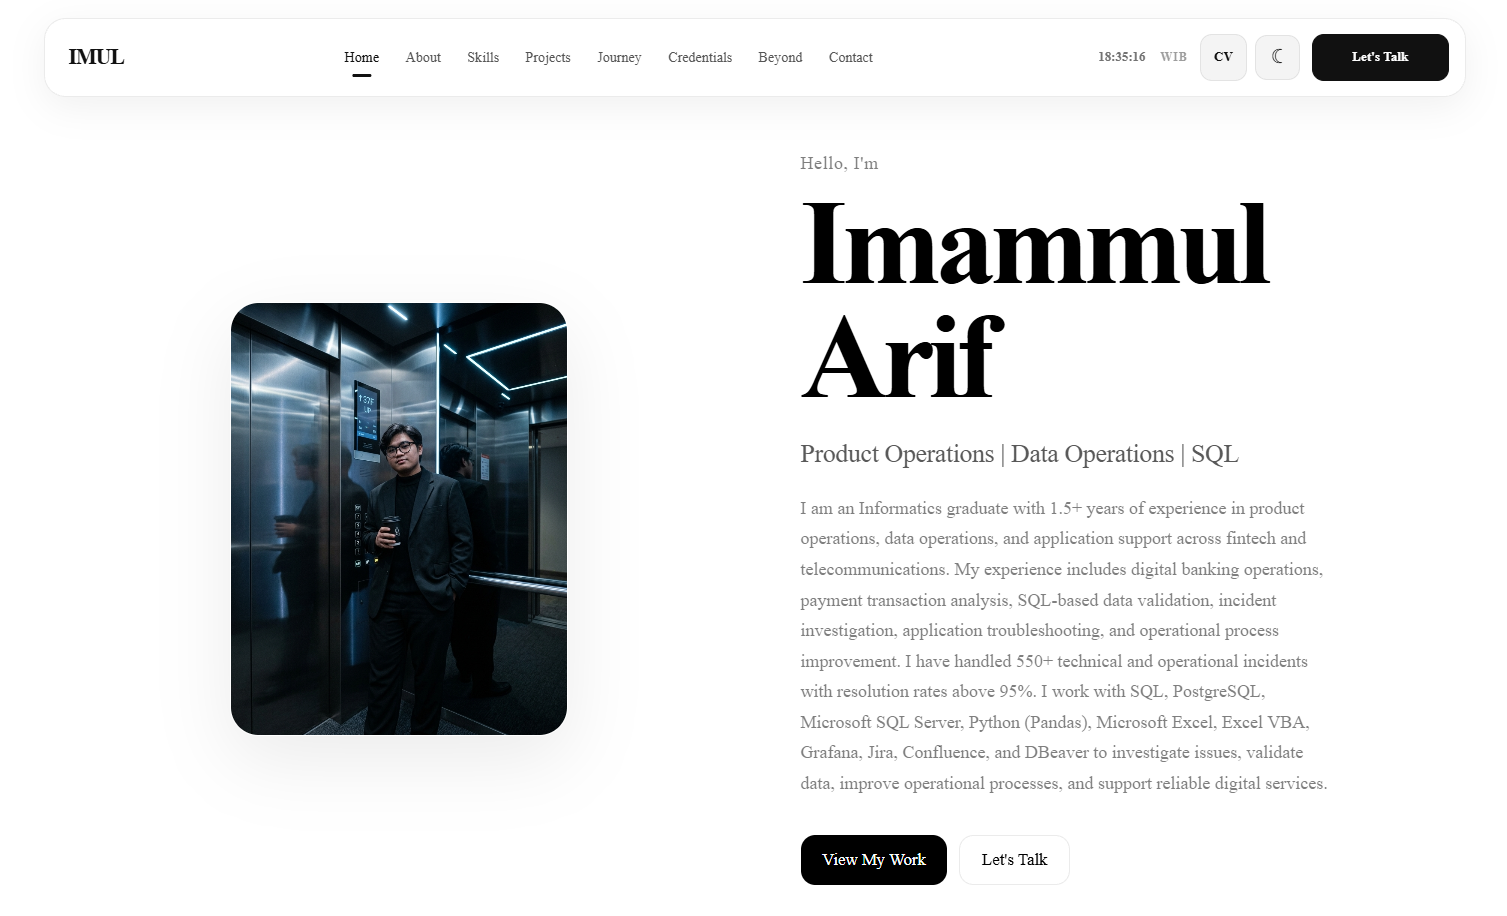 IMUL
Home About Skills Projects Journey Credentials Beyond Contact
18:35:16 WIB CV Let's Talk
Hello, I'm
Imammul
Arif
Product Operations | Data Operations | SQL
I am an Informatics graduate with 1.5+ years of experience in product
operations, data operations, and application support across fintech and
telecommunications. My experience includes digital banking operations,
payment transaction analysis, SQL-based data validation, incident
investigation, application troubleshooting, and operational process
improvement. I have handled 550+ technical and operational incidents
with resolution rates above 95%. I work with SQL, PostgreSQL,
Microsoft SQL Server, Python (Pandas), Microsoft Excel, Excel VBA,
Grafana, Jira, Confluence, and DBeaver to investigate issues, validate
data, improve operational processes, and support reliable digital services.
View My Work Let's Talk